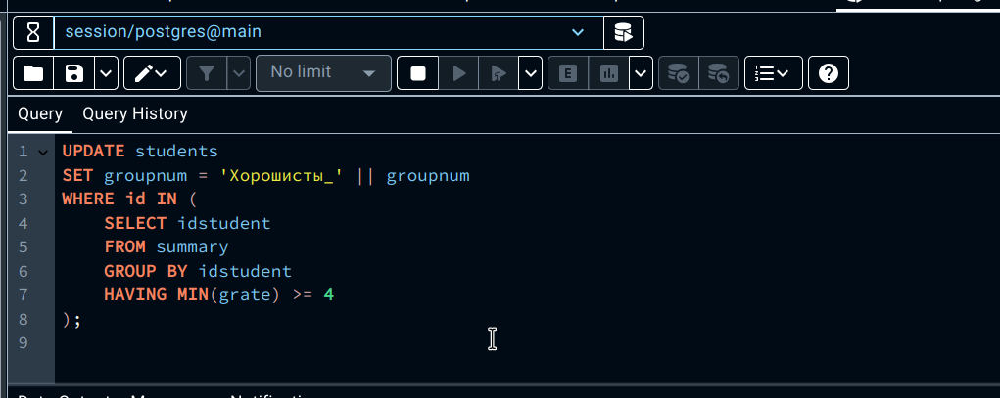 session/postgres@main
No limit
E
Query Query History
1 UPDATE students
2 SET groupnum = 'Хорошисты_' || groupnum
3 WHERE id IN (
4 SELECT idstudent
5 FROM summary
6 GROUP BY idstudent
7 HAVING MIN(grate) >= 4
8 );
9